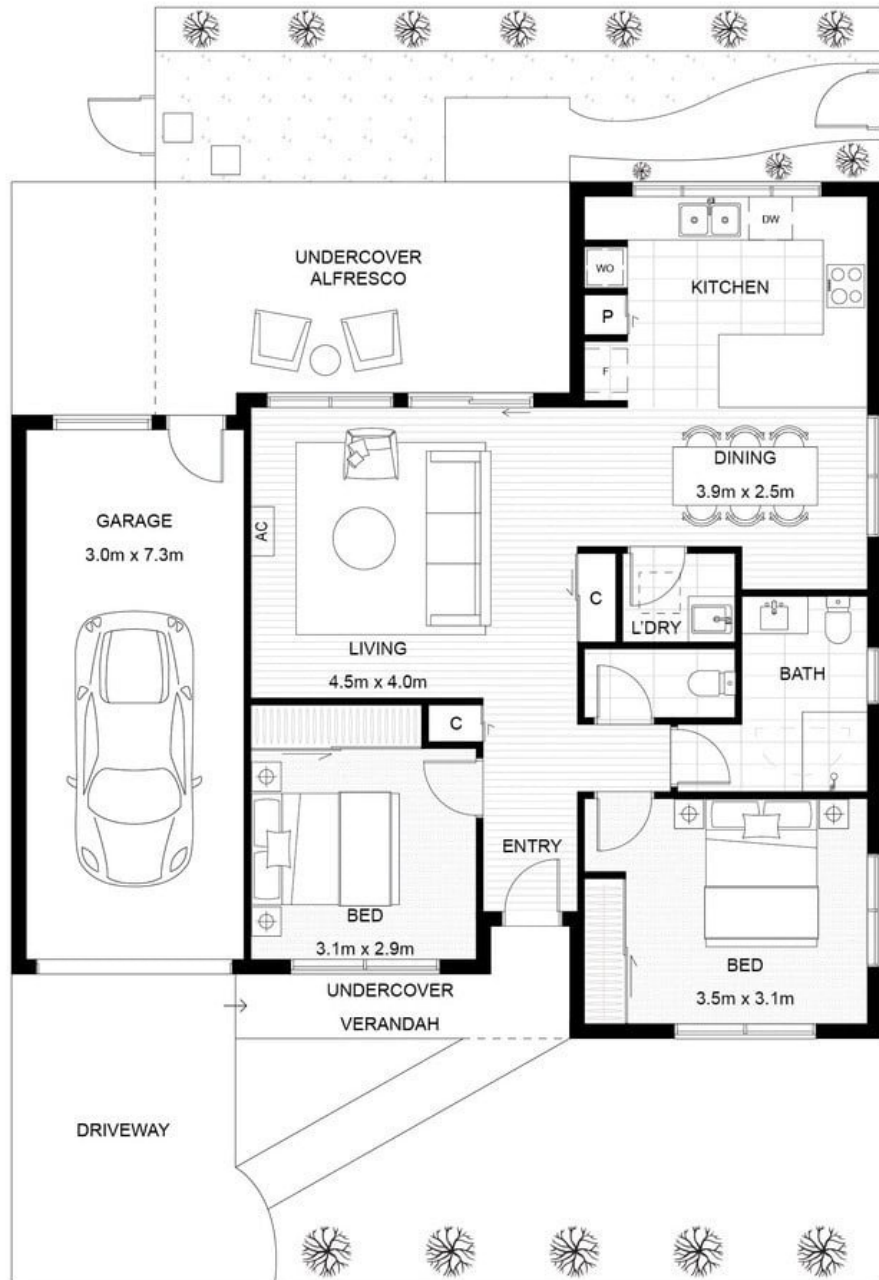 UNDERCOVER
ALFRESCO
DW
WO
KITCHEN
P
F
DINING
3.9m x 2.5m
GARAGE
3.0m x 7.3m
AC
C
L'DRY
LIVING
4.5m x 4.0m
BATH
C
ENTRY
BED
3.1m x 2.9m
BED
3.5m x 3.1m
UNDERCOVER
VERANDAH
DRIVEWAY